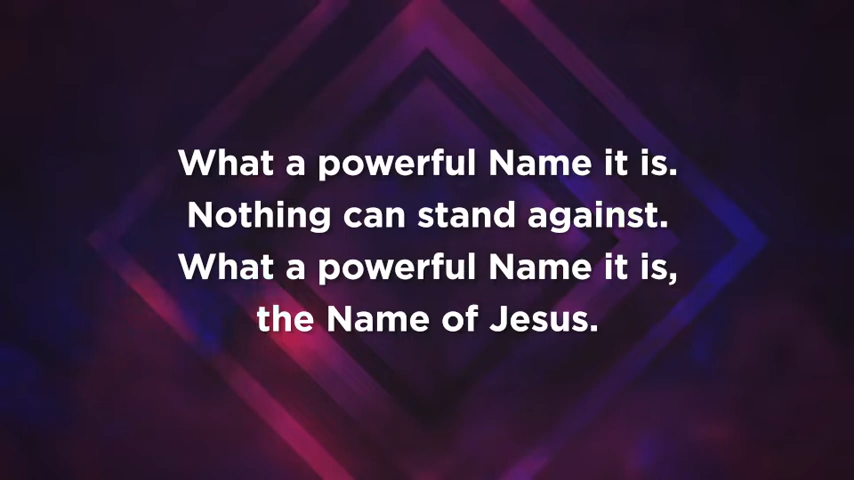 What a powerful Name it is.
Nothing can stand against.
What a powerful Name it is,
the Name of Jesus.